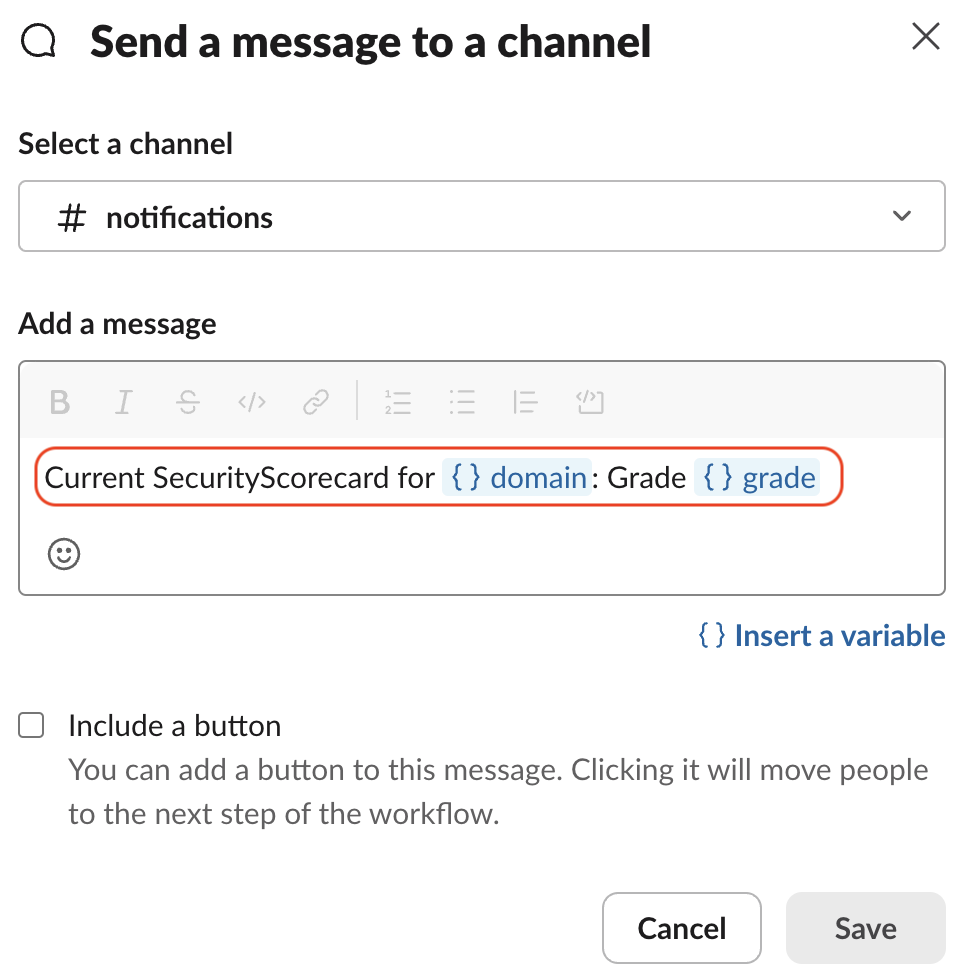 Send a message to a channel
Select a channel
# notifications
Add a message
Current SecurityScorecard for {} domain: Grade {} grade
{} Insert a variable
Include a button
You can add a button to this message. Clicking it will move people
to the next step of the workflow.
Cancel Save